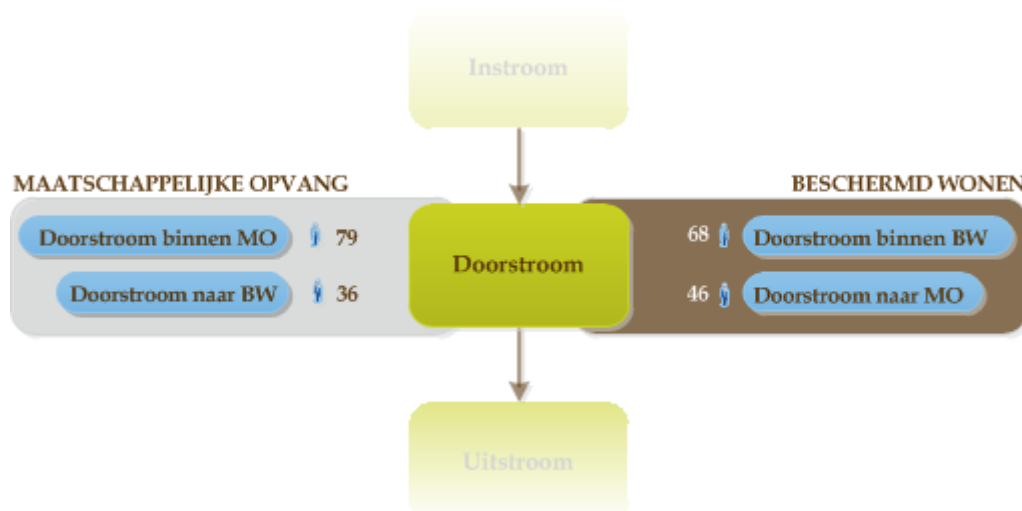 Instroom
MAATSCHAPPELIJKE OPVANG
BESCHERMD WONEN
Doorstroom binnen MO 79
Doorstroom naar BW 36
Doorstroom
68 Doorstroom binnen BW
46 Doorstroom naar MO
Uitstroom